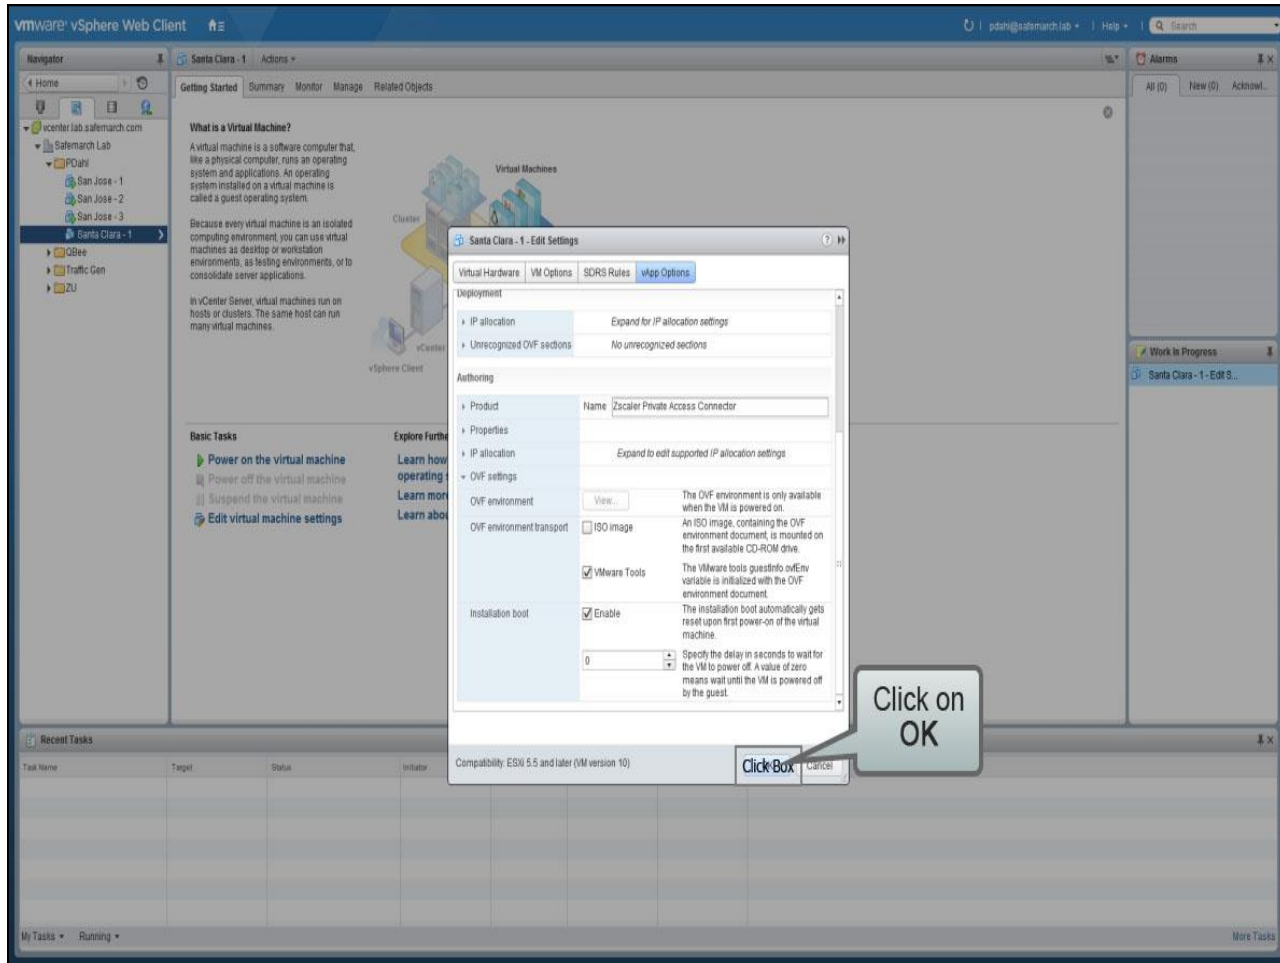 vmware® vSphere Web Client
pdahl@safemarch.lab
Help
Search
Navigator
Home
vcenter.lab.safemarch.com
Safemarch Lab
PDahl
San Jose - 1
San Jose - 2
San Jose - 3
Santa Clara - 1
QBee
Traffic Gen
ZU
Santa Clara - 1 Actions
Getting Started Summary Monitor Manage Related Objects
What is a Virtual Machine?
A virtual machine is a software computer that,
like a physical computer, runs an operating
system and applications. An operating
system installed on a virtual machine is
called a guest operating system.
Because every virtual machine is an isolated
computing environment, you can use virtual
machines as desktop or workstation
environments, as testing environments, or to
consolidate server applications.
In vCenter Server, virtual machines run on
hosts or clusters. The same host can run
many virtual machines.
Virtual Machines
Cluster
vCenter
vSphere Client
Basic Tasks
Power on the virtual machine
Power off the virtual machine
Suspend the virtual machine
Edit virtual machine settings
Explore Furthe
Learn how
operating s
Learn more
Learn abou
Santa Clara - 1 - Edit Settings
Virtual Hardware VM Options SDRS Rules vApp Options
Deployment
IP allocation Expand for IP allocation settings
Unrecognized OVF sections No unrecognized sections
Authoring
Product Name Zscaler Private Access Connector
Properties
IP allocation Expand to edit supported IP allocation settings
OVF settings
OVF environment View... The OVF environment is only available
when the VM is powered on.
OVF environment transport ISO image An ISO image, containing the OVF
environment document, is mounted on
the first available CD-ROM drive.
VMware Tools The VMware tools guestInfo.ovfEnv
variable is initialized with the OVF
environment document.
Installation boot Enable The installation boot automatically gets
reset upon first power-on of the virtual
machine.
0 Specify the delay in seconds to wait for
the VM to power off. A value of zero
means wait until the VM is powered off
by the guest.
Compatibility: ESXi 5.5 and later (VM version 10)
Click Box
Cancel
Click on
OK
Alarms
All (0) New (0) Acknowl...
Work In Progress
Santa Clara - 1 - Edit S...
Recent Tasks
Task Name Target Status Initiator
My Tasks Running More Tasks